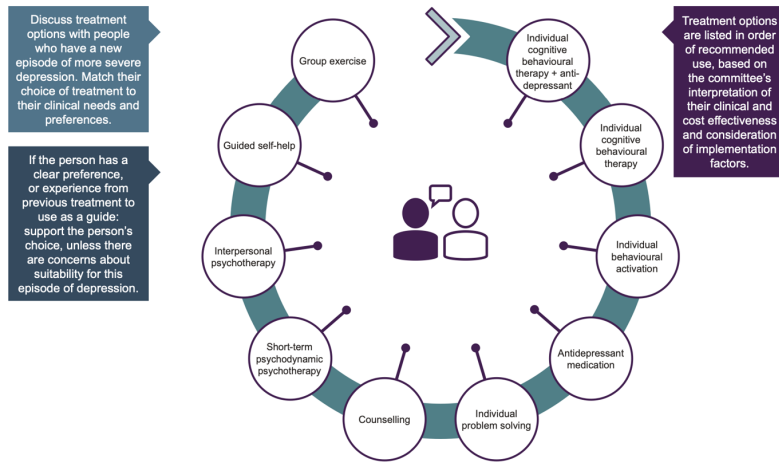 Discuss treatment
options with people
who have a new
episode of more severe
depression. Match their
choice of treatment to
their clinical needs and
preferences.
If the person has a
clear preference,
or experience from
previous treatment to
use as a guide:
support the person's
choice, unless there
are concerns about
suitability for this
episode of depression.
Treatment options
are listed in order
of recommended
use, based on
the committee's
interpretation of
their clinical and
cost effectiveness
and consideration
of implementation
factors.
Individual
cognitive
behavioural
therapy + anti-
depressant
Individual
cognitive
behavioural
therapy
Individual
behavioural
activation
Antidepressant
medication
Individual
problem solving
Counselling
Short-term
psychodynamic
psychotherapy
Interpersonal
psychotherapy
Guided self-help
Group exercise